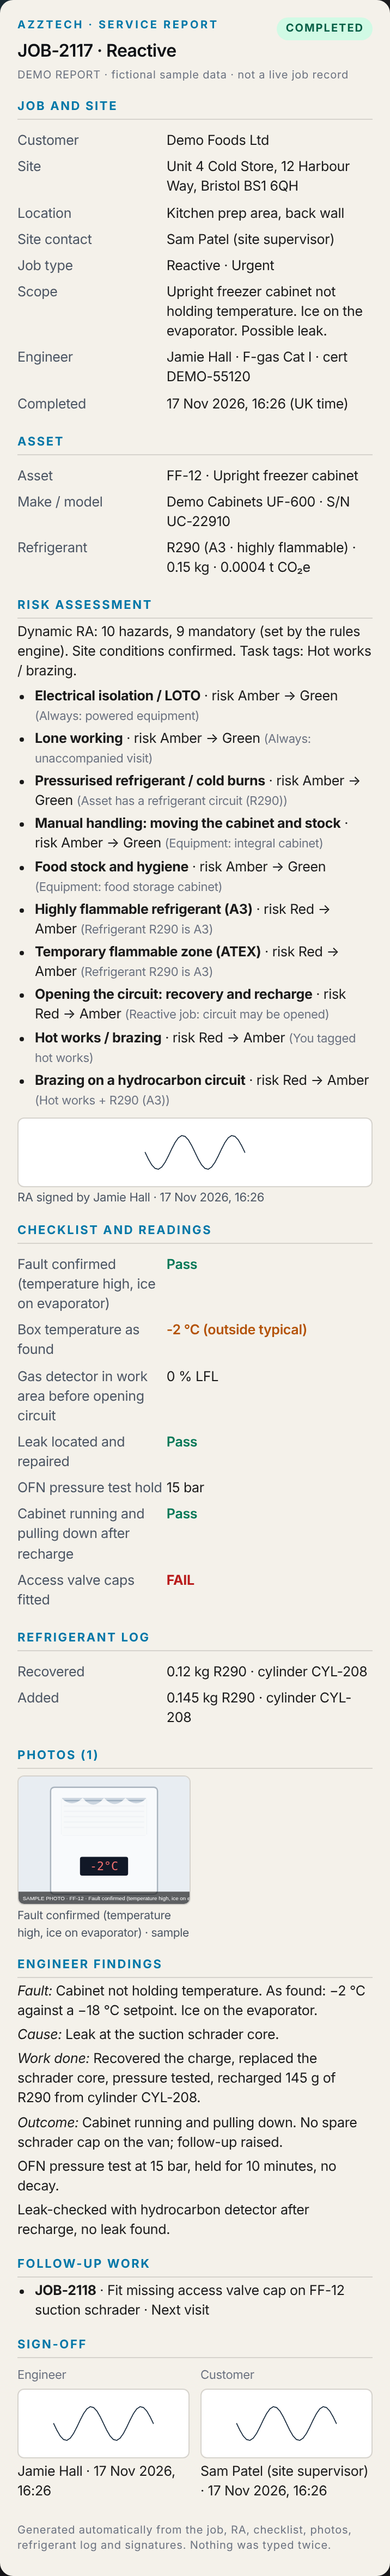 AZZTECH · SERVICE REPORT
COMPLETED
JOB-2117 · Reactive
DEMO REPORT · fictional sample data · not a live job record
JOB AND SITE
Customer Demo Foods Ltd
Site Unit 4 Cold Store, 12 Harbour
Way, Bristol BS1 6QH
Location Kitchen prep area, back wall
Site contact Sam Patel (site supervisor)
Job type Reactive · Urgent
Scope Upright freezer cabinet not
holding temperature. Ice on the
evaporator. Possible leak.
Engineer Jamie Hall · F-gas Cat I · cert
DEMO-55120
Completed 17 Nov 2026, 16:26 (UK time)
ASSET
Asset FF-12 · Upright freezer cabinet
Make / model Demo Cabinets UF-600 · S/N
UC-22910
Refrigerant R290 (A3 · highly flammable) ·
0.15 kg · 0.0004 t CO₂e
RISK ASSESSMENT
Dynamic RA: 10 hazards, 9 mandatory (set by the rules
engine). Site conditions confirmed. Task tags: Hot works
/ brazing.
• Electrical isolation / LOTO · risk Amber → Green
(Always: powered equipment)
• Lone working · risk Amber → Green (Always:
unaccompanied visit)
• Pressurised refrigerant / cold burns · risk Amber →
Green (Asset has a refrigerant circuit (R290))
• Manual handling: moving the cabinet and stock ·
risk Amber → Green (Equipment: integral cabinet)
• Food stock and hygiene · risk Amber → Green
(Equipment: food storage cabinet)
• Highly flammable refrigerant (A3) · risk Red →
Amber (Refrigerant R290 is A3)
• Temporary flammable zone (ATEX) · risk Red →
Amber (Refrigerant R290 is A3)
• Opening the circuit: recovery and recharge · risk
Red → Amber (Reactive job: circuit may be opened)
• Hot works / brazing · risk Red → Amber (You tagged
hot works)
• Brazing on a hydrocarbon circuit · risk Red → Amber
(Hot works + R290 (A3))
RA signed by Jamie Hall · 17 Nov 2026, 16:26
CHECKLIST AND READINGS
Fault confirmed Pass
(temperature high, ice
on evaporator)
Box temperature as -2 °C (outside typical)
found
Gas detector in work 0 % LFL
area before opening
circuit
Leak located and Pass
repaired
OFN pressure test hold 15 bar
Cabinet running and Pass
pulling down after
recharge
Access valve caps FAIL
fitted
REFRIGERANT LOG
Recovered 0.12 kg R290 · cylinder CYL-208
Added 0.145 kg R290 · cylinder CYL-
208
PHOTOS (1)
-2°C
SAMPLE PHOTO · FF-12 · Fault confirmed (temperature high, ice on
Fault confirmed (temperature
high, ice on evaporator) · sample
ENGINEER FINDINGS
Fault: Cabinet not holding temperature. As found: −2 °C
against a −18 °C setpoint. Ice on the evaporator.
Cause: Leak at the suction schrader core.
Work done: Recovered the charge, replaced the
schrader core, pressure tested, recharged 145 g of
R290 from cylinder CYL-208.
Outcome: Cabinet running and pulling down. No spare
schrader cap on the van; follow-up raised.
OFN pressure test at 15 bar, held for 10 minutes, no
decay.
Leak-checked with hydrocarbon detector after
recharge, no leak found.
FOLLOW-UP WORK
• JOB-2118 · Fit missing access valve cap on FF-12
suction schrader · Next visit
SIGN-OFF
Engineer Customer
Jamie Hall · 17 Nov 2026, Sam Patel (site supervisor)
16:26 · 17 Nov 2026, 16:26
Generated automatically from the job, RA, checklist, photos,
refrigerant log and signatures. Nothing was typed twice.